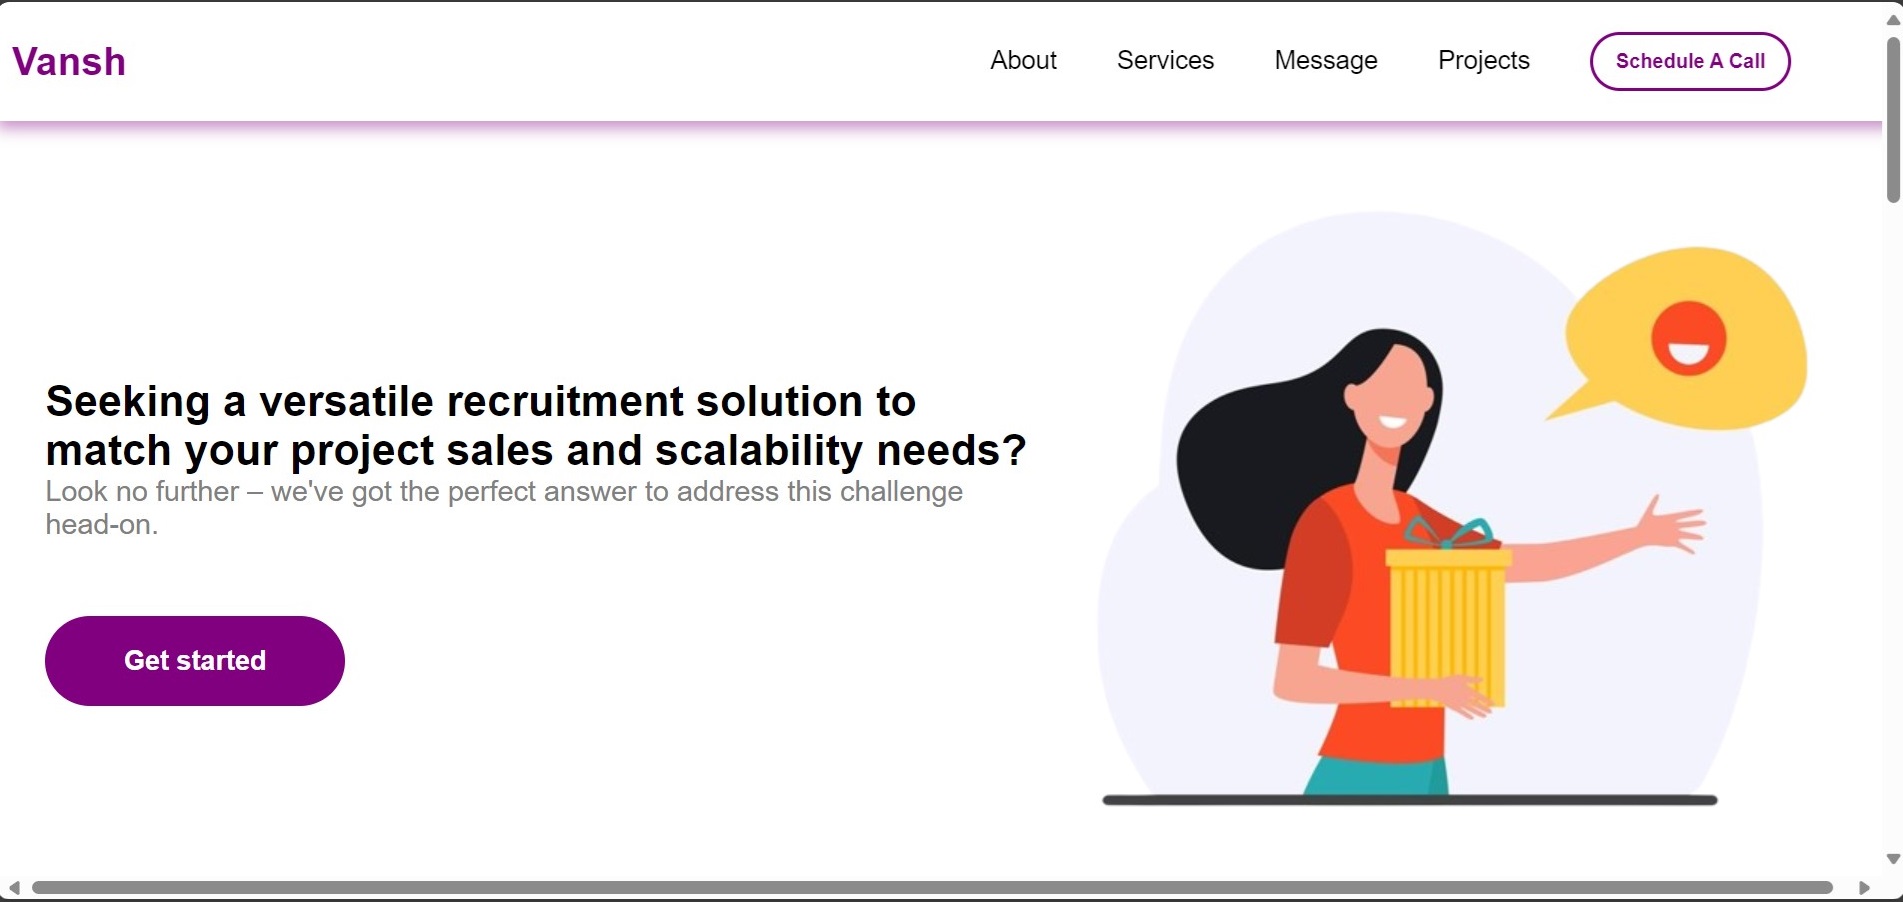 Vansh
About
Services
Message
Projects
Schedule A Call
Seeking a versatile recruitment solution to
match your project sales and scalability needs?
Look no further – we've got the perfect answer to address this challenge
head-on.
Get started